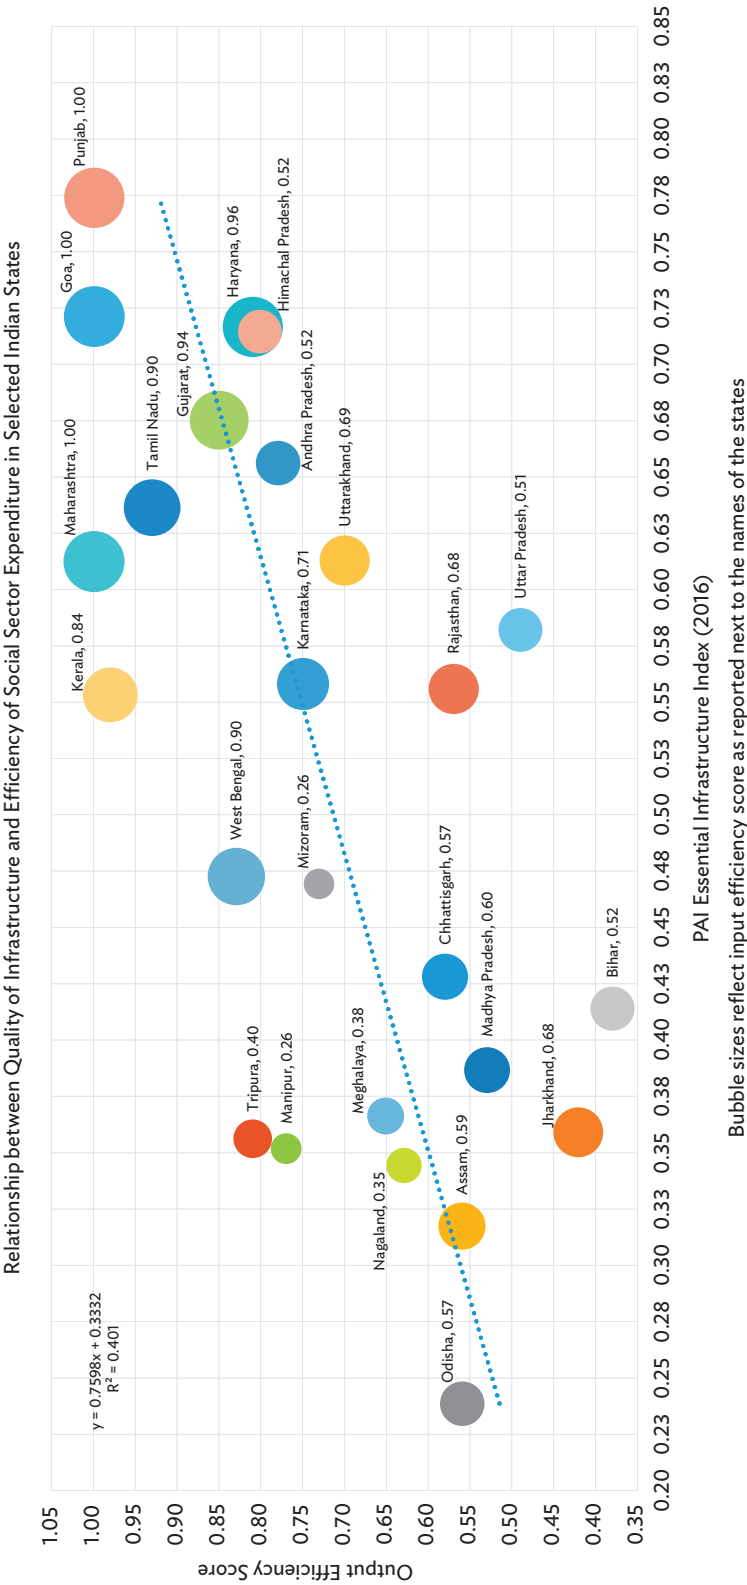 Relationship between Quality of Infrastructure and Efficiency of Social Sector Expenditure in Selected Indian States
y = 0.7598x + 0.3332
R² = 0.401
Output Efficiency Score
1.05
1.00
0.95
0.90
0.85
0.80
0.75
0.70
0.65
0.60
0.55
0.50
0.45
0.40
0.35
Odisha, 0.57
Assam, 0.59
Nagaland, 0.35
Manipur, 0.26
Tripura, 0.40
Meghalaya, 0.38
Jharkhand, 0.68
Madhya Pradesh, 0.60
Bihar, 0.52
Chhattisgarh, 0.57
Mizoram, 0.26
West Bengal, 0.90
Kerala, 0.84
Karnataka, 0.71
Rajasthan, 0.68
Uttar Pradesh, 0.51
Maharashtra, 1.00
Uttarakhand, 0.69
Tamil Nadu, 0.90
Andhra Pradesh, 0.52
Gujarat, 0.94
Goa, 1.00
Haryana, 0.96
Himachal Pradesh, 0.52
Punjab, 1.00
0.20 0.23 0.25 0.28 0.30 0.33 0.35 0.38 0.40 0.43 0.45 0.48 0.50 0.53 0.55 0.58 0.60 0.63 0.65 0.68 0.70 0.73 0.75 0.78 0.80 0.83 0.85
PAI Essential Infrastructure Index (2016)
Bubble sizes reflect input efficiency score as reported next to the names of the states